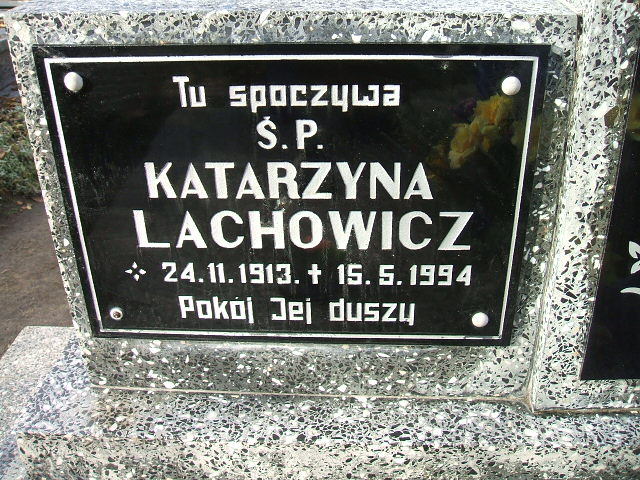 Tu spoczywa
Ś.P.
KATARZYNA
LACHOWICZ
24.11.1913. ✝ 15.5.1994
Pokój Jej duszy